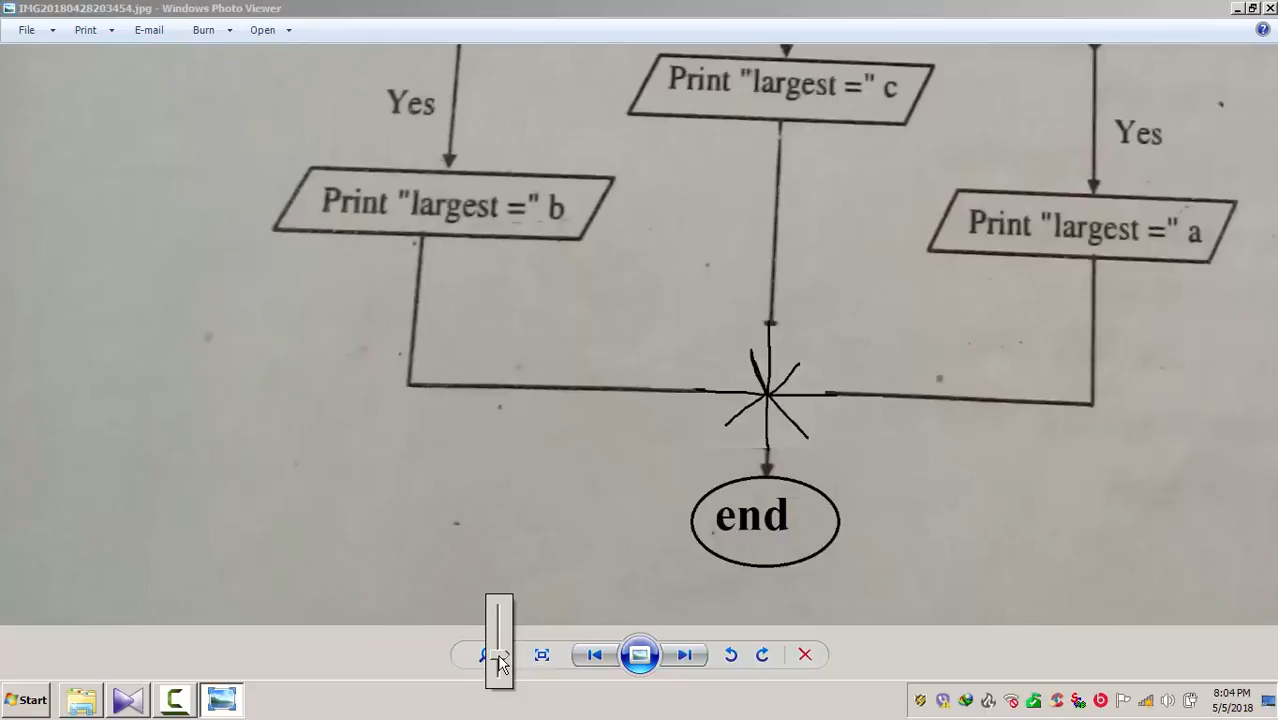 IMG20180428203454.jpg - Windows Photo Viewer
File Print E-mail Burn Open
Print "largest =" c
Yes
Yes
Print "largest =" b
Print "largest =" a
end
Start
8:04 PM
5/5/2018